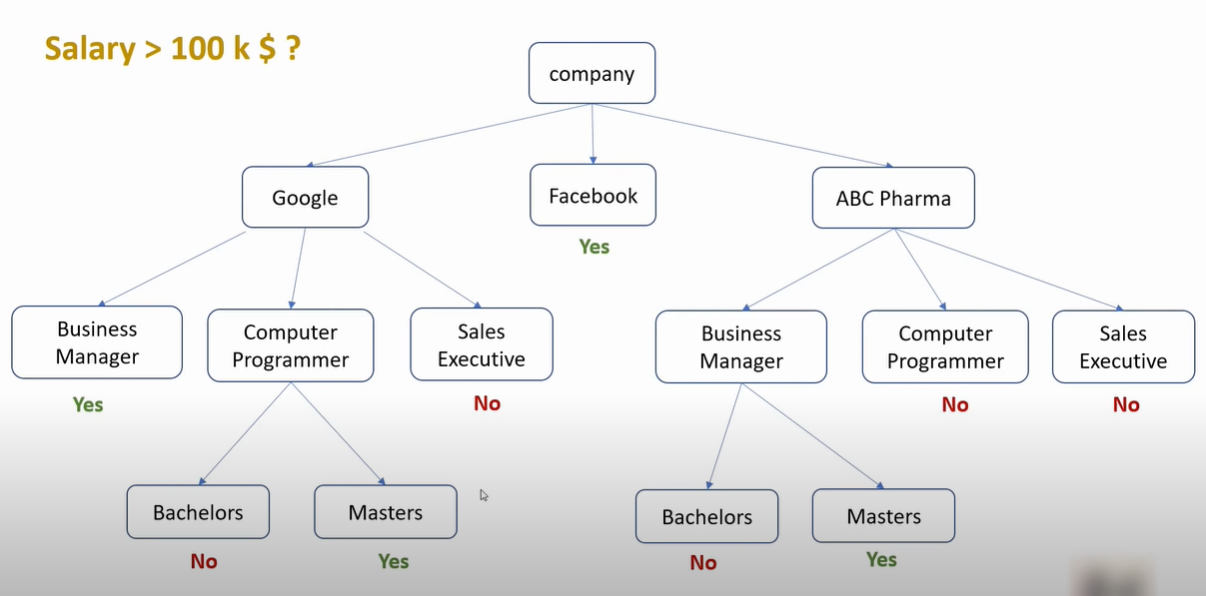 Salary > 100 k $ ?
company
Google
Facebook
ABC Pharma
Yes
Business
Manager
Computer
Programmer
Sales
Executive
Business
Manager
Computer
Programmer
Sales
Executive
Yes
No
No
No
Bachelors
Masters
Bachelors
Masters
No
Yes
No
Yes